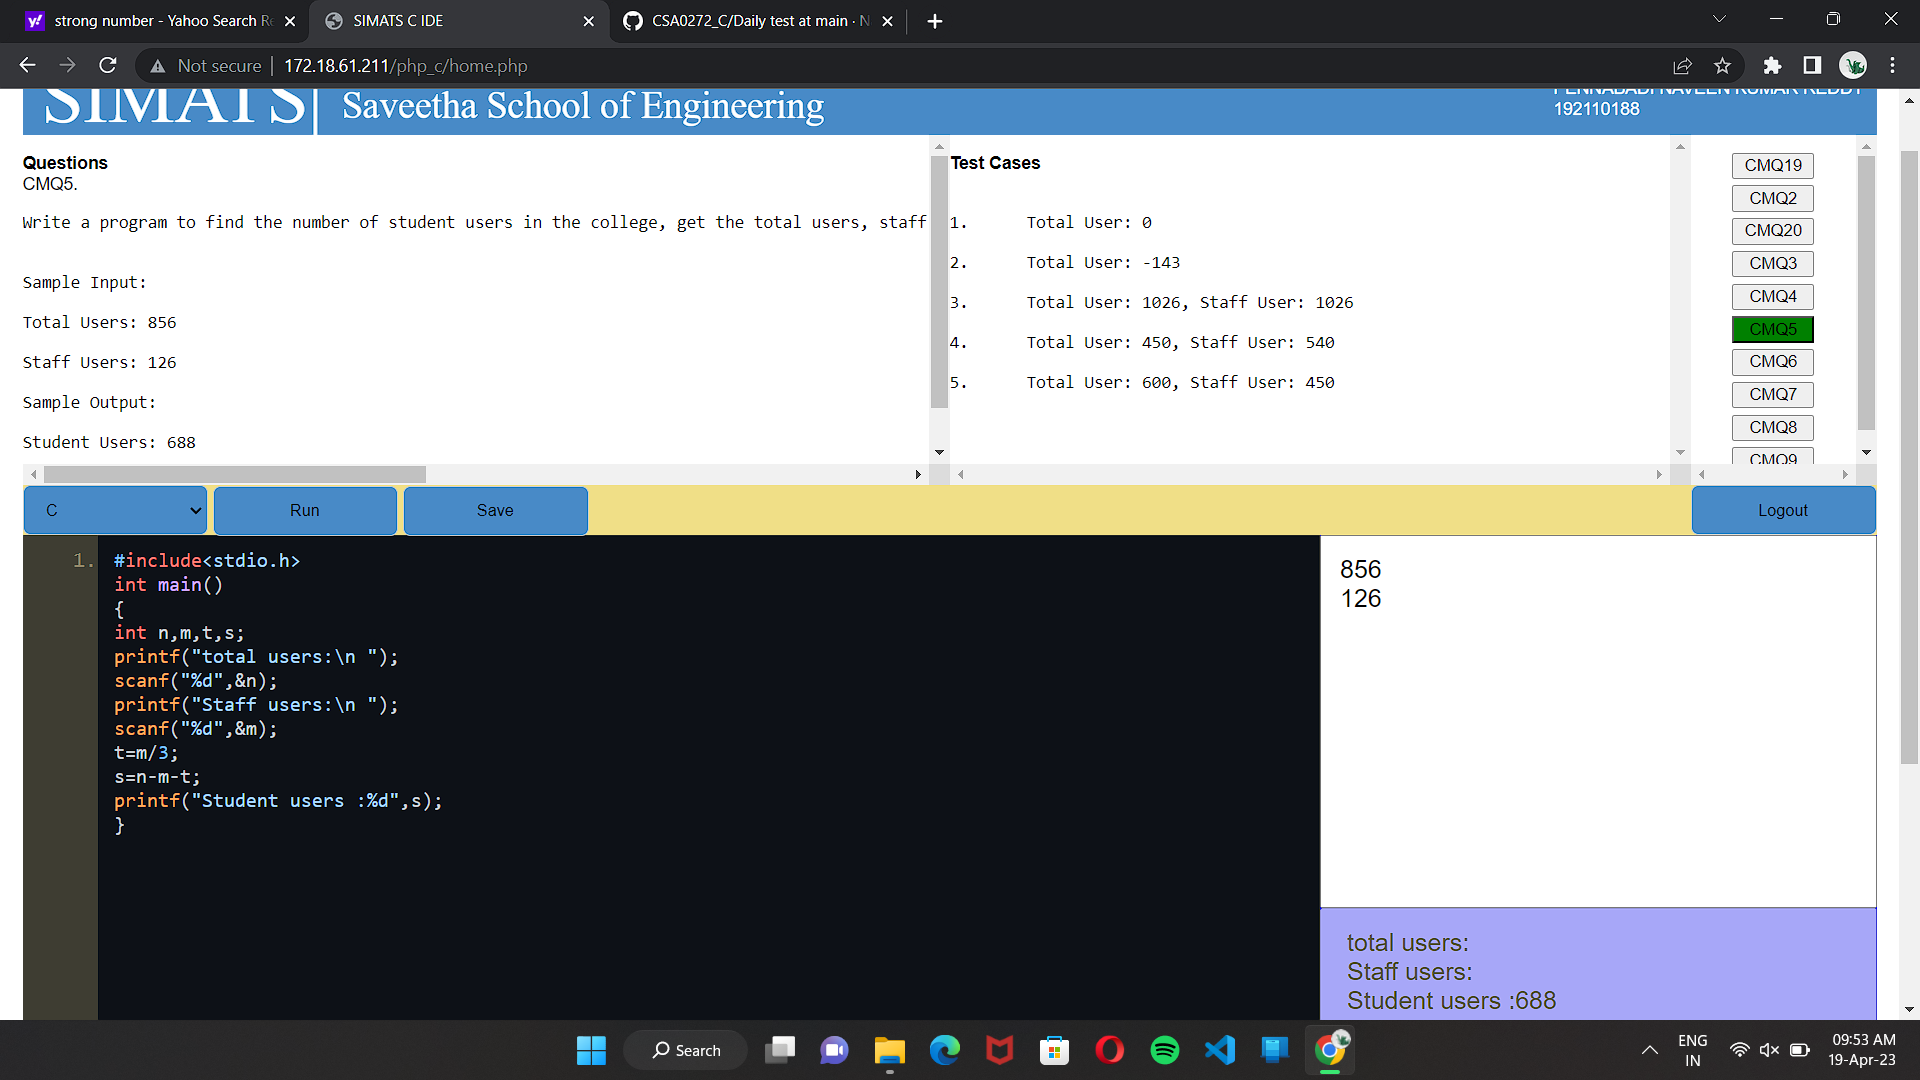 strong number - Yahoo Search Re
SIMATS C IDE
CSA0272_C/Daily test at main · N
Not secure
172.18.61.211/php_c/home.php
SIMATS
Saveetha School of Engineering
PENNABADI NAVEEN KUMAR REDDY
192110188
Questions
CMQ5.
Write a program to find the number of student users in the college, get the total users, staff
Sample Input:
Total Users: 856
Staff Users: 126
Sample Output:
Student Users: 688
Test Cases
1. Total User: 0
2. Total User: -143
3. Total User: 1026, Staff User: 1026
4. Total User: 450, Staff User: 540
5. Total User: 600, Staff User: 450
CMQ19
CMQ2
CMQ20
CMQ3
CMQ4
CMQ5
CMQ6
CMQ7
CMQ8
CMQ9
C
Run
Save
Logout
1.
#include<stdio.h>
int main()
{
int n,m,t,s;
printf("total users:\n ");
scanf("%d",&n);
printf("Staff users:\n ");
scanf("%d",&m);
t=m/3;
s=n-m-t;
printf("Student users :%d",s);
}
856
126
total users:
Staff users:
Student users :688
Search
ENG
IN
09:53 AM
19-Apr-23